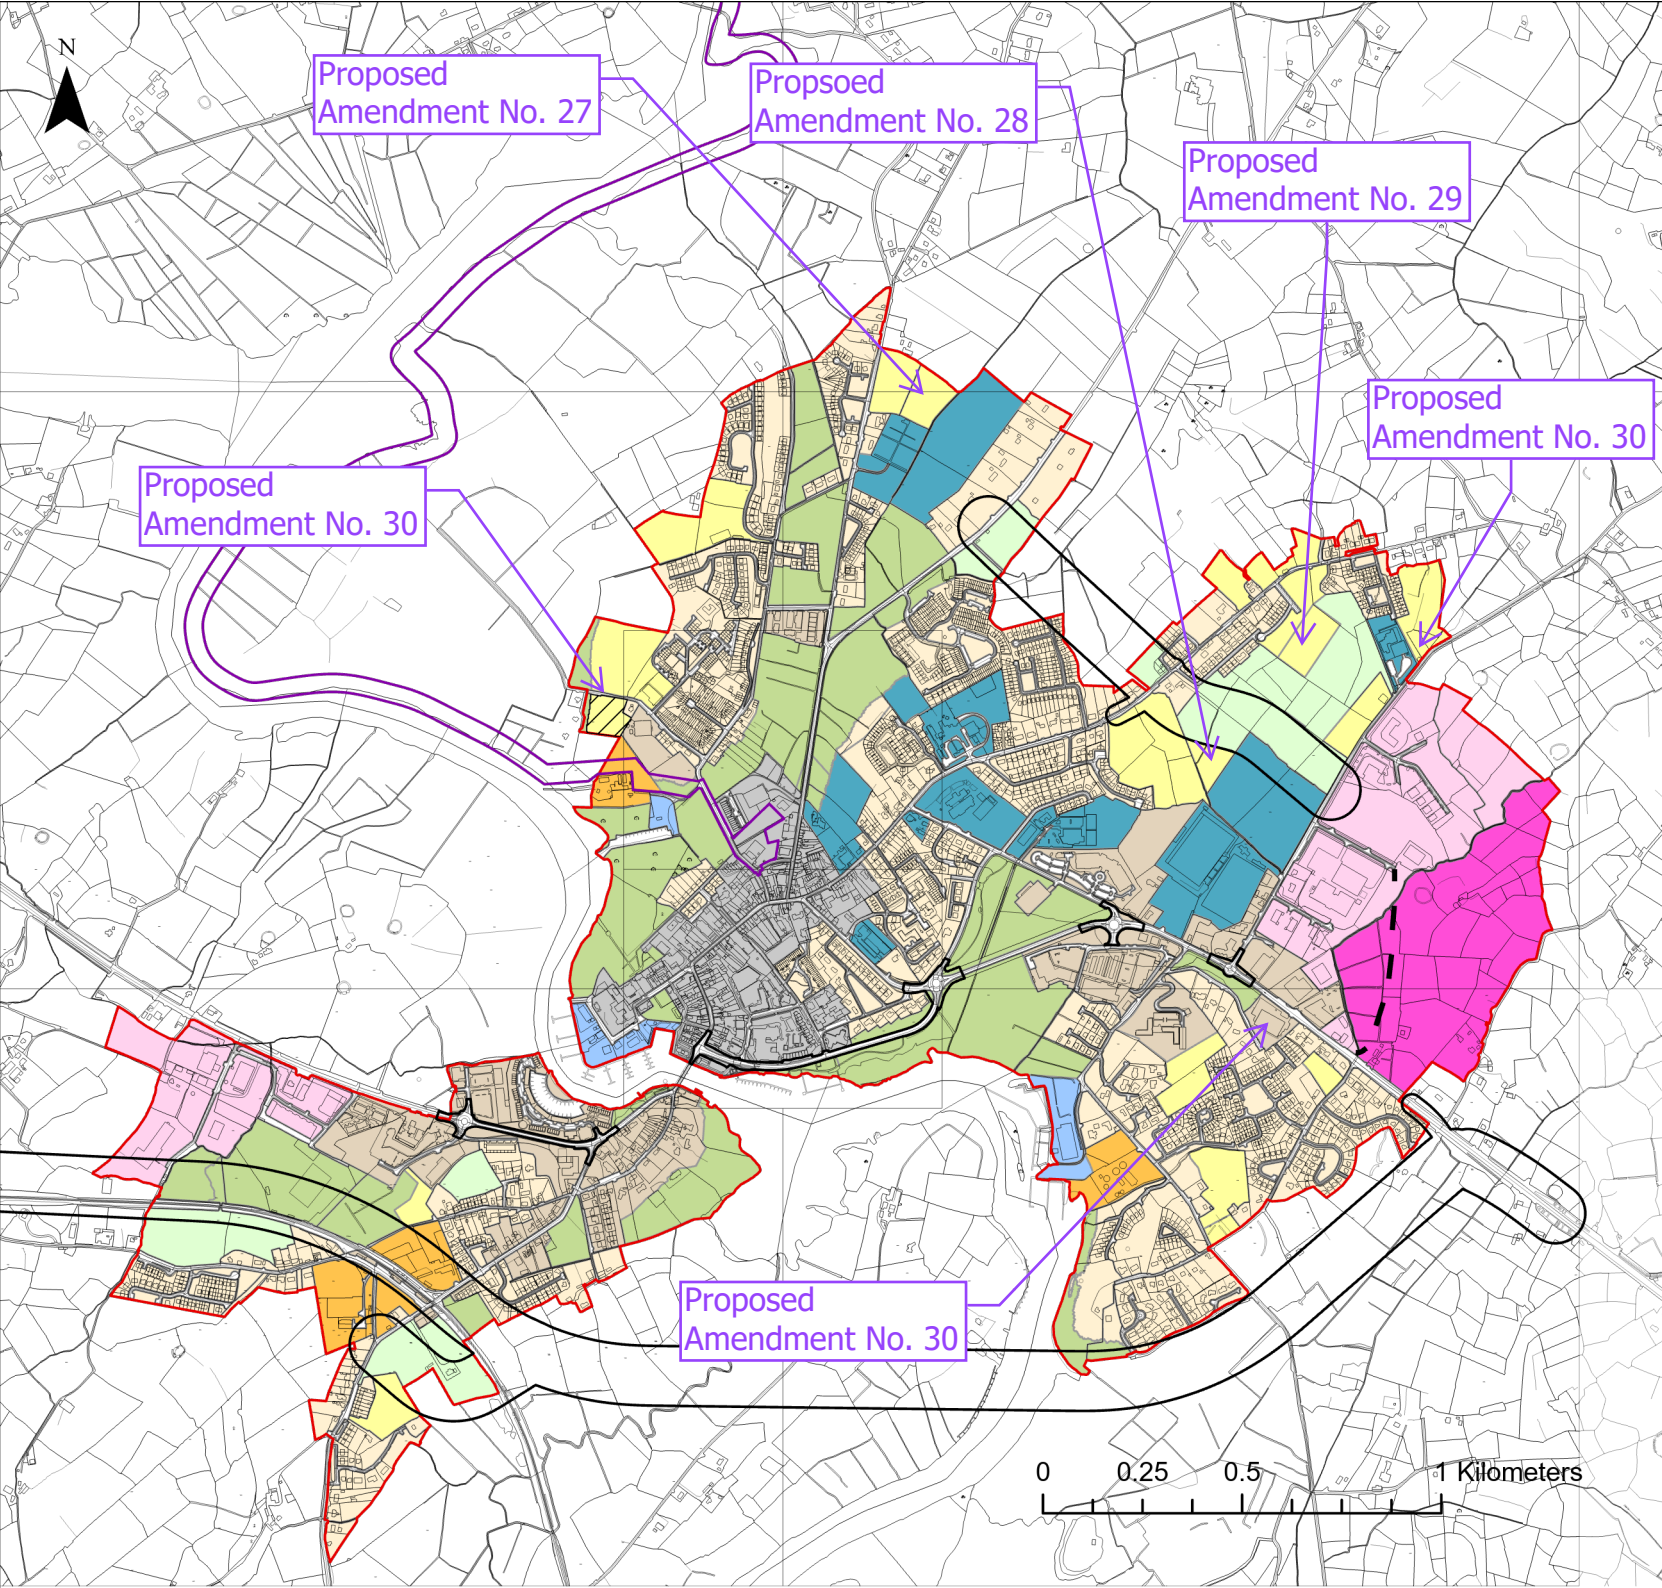 N
Proposed
Amendment No. 27
Propsoed
Amendment No. 28
Proposed
Amendment No. 29
Proposed
Amendment No. 30
Proposed
Amendment No. 30
Proposed
Amendment No. 30
0 0.25 0.5 1 Kilometers